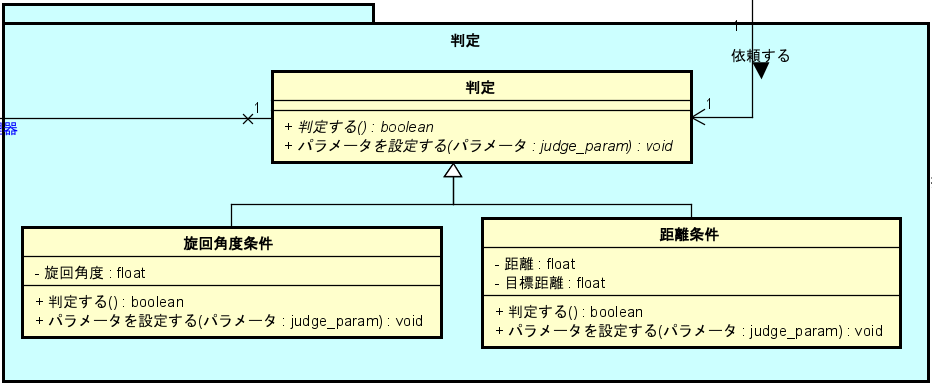 判定
1
依頼する
判定
1
1
+ 判定する() : boolean
+ パラメータを設定する(パラメータ : judge_param) : void
器
旋回角度条件
- 旋回角度 : float
+ 判定する() : boolean
+ パラメータを設定する(パラメータ : judge_param) : void
距離条件
- 距離 : float
- 目標距離 : float
+ 判定する() : boolean
+ パラメータを設定する(パラメータ : judge_param) : void